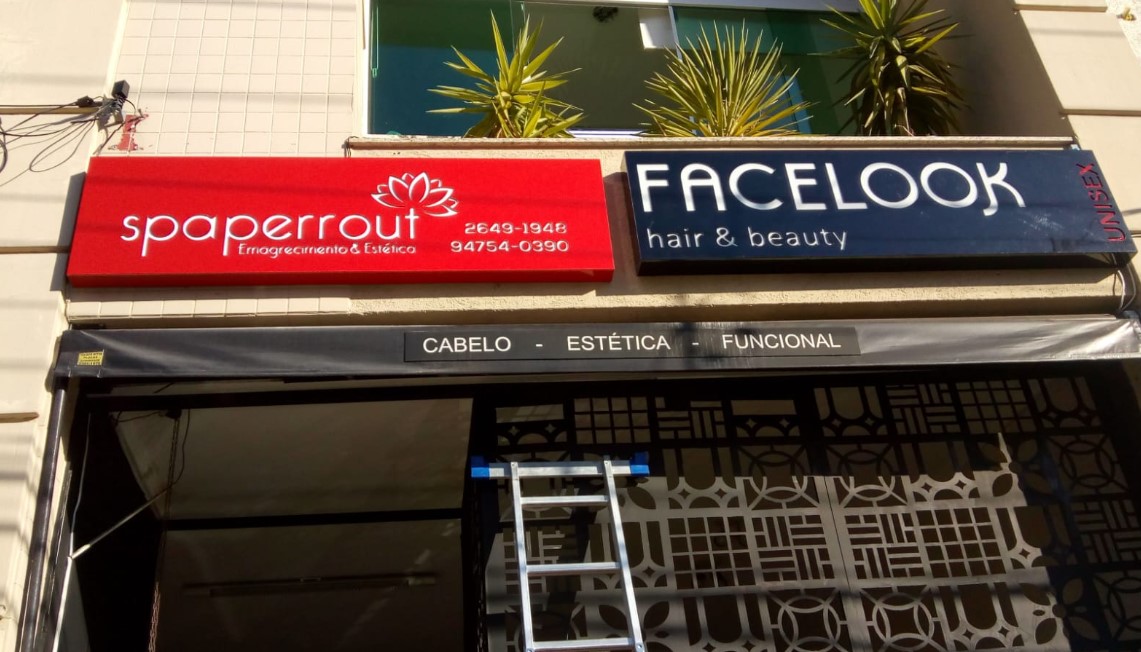 spaperrout
Emagrecimento & Estética
2649-1948
94754-0390
FACELOOK
hair & beauty
UNISEX
CABELO - ESTÉTICA - FUNCIONAL